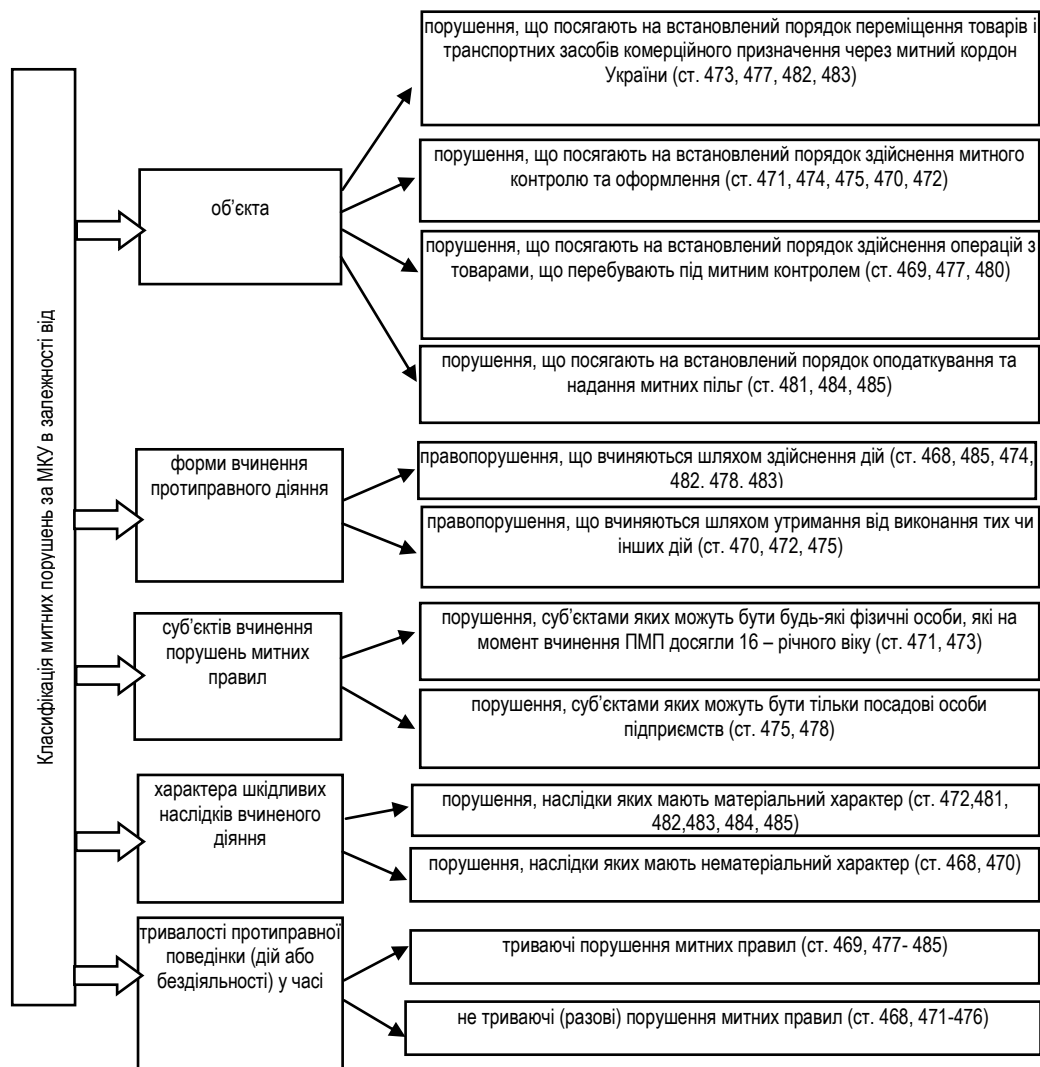 Класифікація митних порушень за МКУ в залежності від
об’єкта
порушення, що посягають на встановлений порядок переміщення товарів і
транспортних засобів комерційного призначення через митний кордон
України (ст. 473, 477, 482, 483)
порушення, що посягають на встановлений порядок здійснення митного
контролю та оформлення (ст. 471, 474, 475, 470, 472)
порушення, що посягають на встановлений порядок здійснення операцій з
товарами, що перебувають під митним контролем (ст. 469, 477, 480)
порушення, що посягають на встановлений порядок оподаткування та
надання митних пільг (ст. 481, 484, 485)
форми вчинення
протиправного діяння
правопорушення, що вчиняються шляхом здійснення дій (ст. 468, 485, 474,
482. 478. 483)
правопорушення, що вчиняються шляхом утримання від виконання тих чи
інших дій (ст. 470, 472, 475)
суб’єктів вчинення
порушень митних
правил
порушення, суб’єктами яких можуть бути будь-які фізичні особи, які на
момент вчинення ПМП досягли 16 – річного віку (ст. 471, 473)
порушення, суб’єктами яких можуть бути тільки посадові особи
підприємств (ст. 475, 478)
характера шкідливих
наслідків вчиненого
діяння
порушення, наслідки яких мають матеріальний характер (ст. 472,481,
482,483, 484, 485)
порушення, наслідки яких мають нематеріальний характер (ст. 468, 470)
тривалості протиправної
поведінки (дій або
бездіяльності) у часі
триваючі порушення митних правил (ст. 469, 477- 485)
не триваючі (разові) порушення митних правил (ст. 468, 471-476)